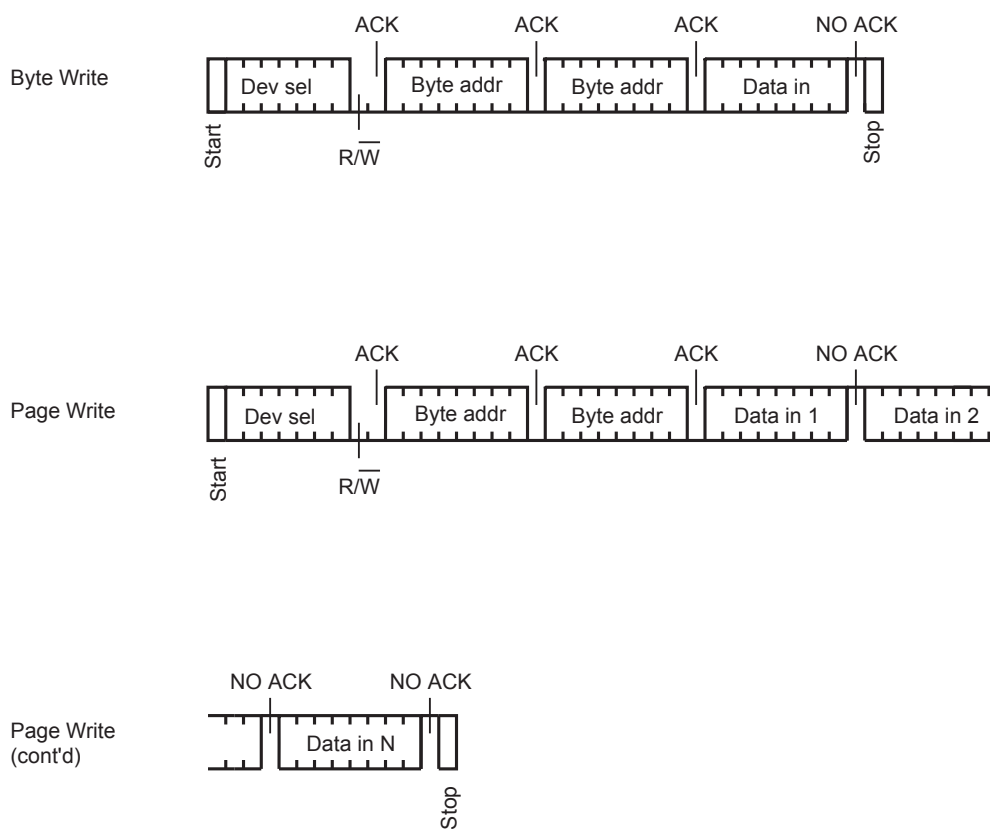 ACK ACK ACK NO ACK
Byte Write
Dev sel Byte addr Byte addr Data in
Start
R/W̅
Stop
ACK ACK ACK NO ACK
Page Write
Dev sel Byte addr Byte addr Data in 1 Data in 2
Start
R/W̅
NO ACK NO ACK
Page Write
(cont'd)
Data in N
Stop